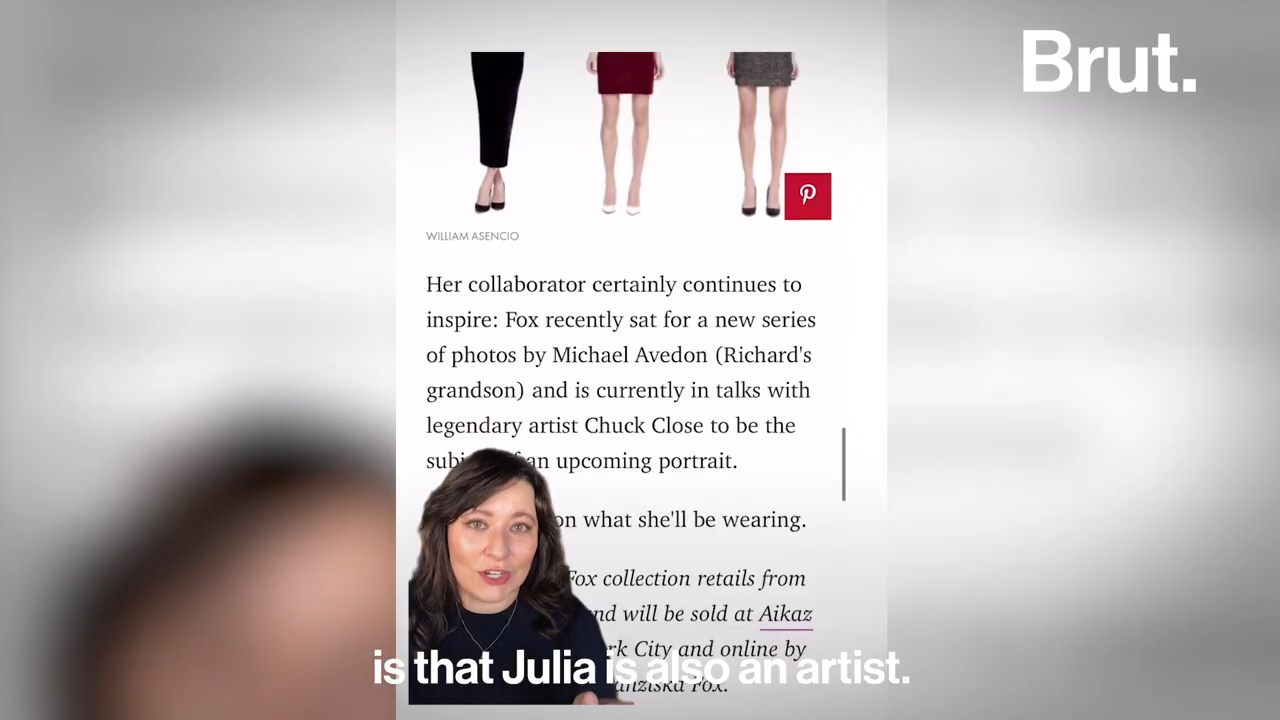 Brut.
WILLIAM ASENCIO
Her collaborator certainly continues to
inspire: Fox recently sat for a new series
of photos by Michael Avedon (Richard's
grandson) and is currently in talks with
legendary artist Chuck Close to be the
an upcoming portrait.
on what she'll be wearing.
Fox collection retails from
and will be sold at Aikaz
City and online by
Fox.
is that Julia is also an artist.